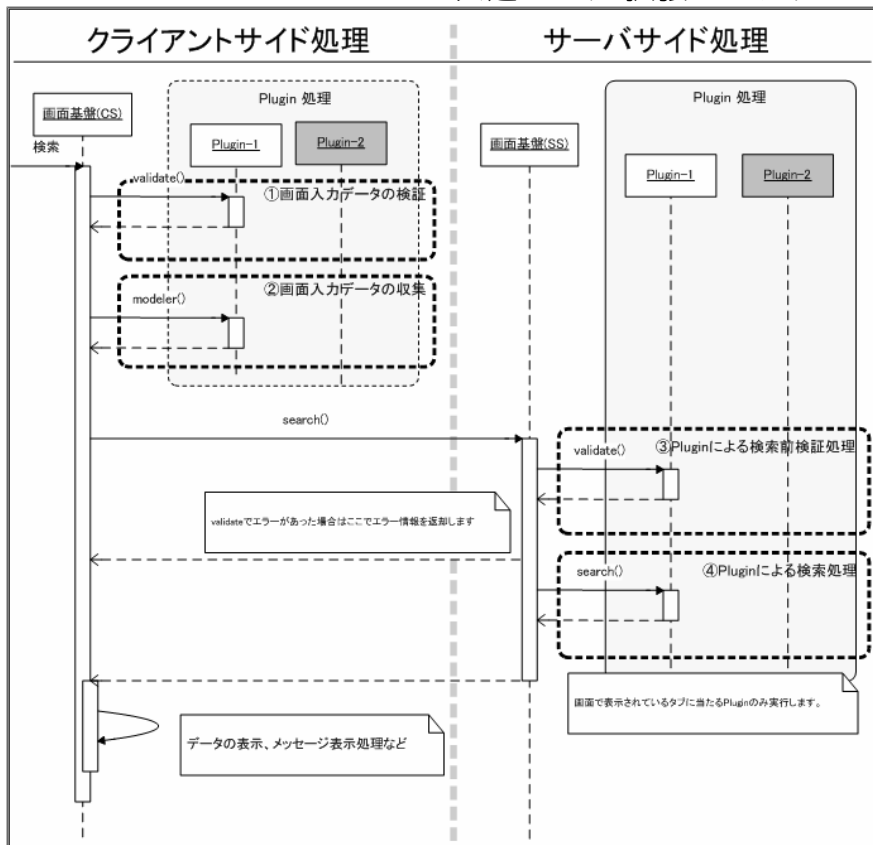 クライアントサイド処理
サーバサイド処理
Plugin 処理
Plugin 処理
画面基盤(CS)
Plugin-1
Plugin-2
画面基盤(SS)
Plugin-1
Plugin-2
検索
validate()
①画面入力データの検証
modeler()
②画面入力データの収集
search()
validate()
③Pluginによる検索前検証処理
validateでエラーがあった場合はここでエラー情報を返却します
search()
④Pluginによる検索処理
画面で表示されているタブに当たるPluginのみ実行します。
データの表示、メッセージ表示処理など